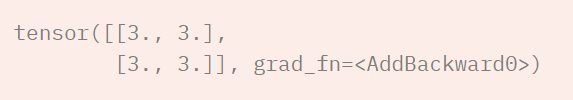 tensor([[3., 3.],
        [3., 3.]], grad_fn=<AddBackward0>)